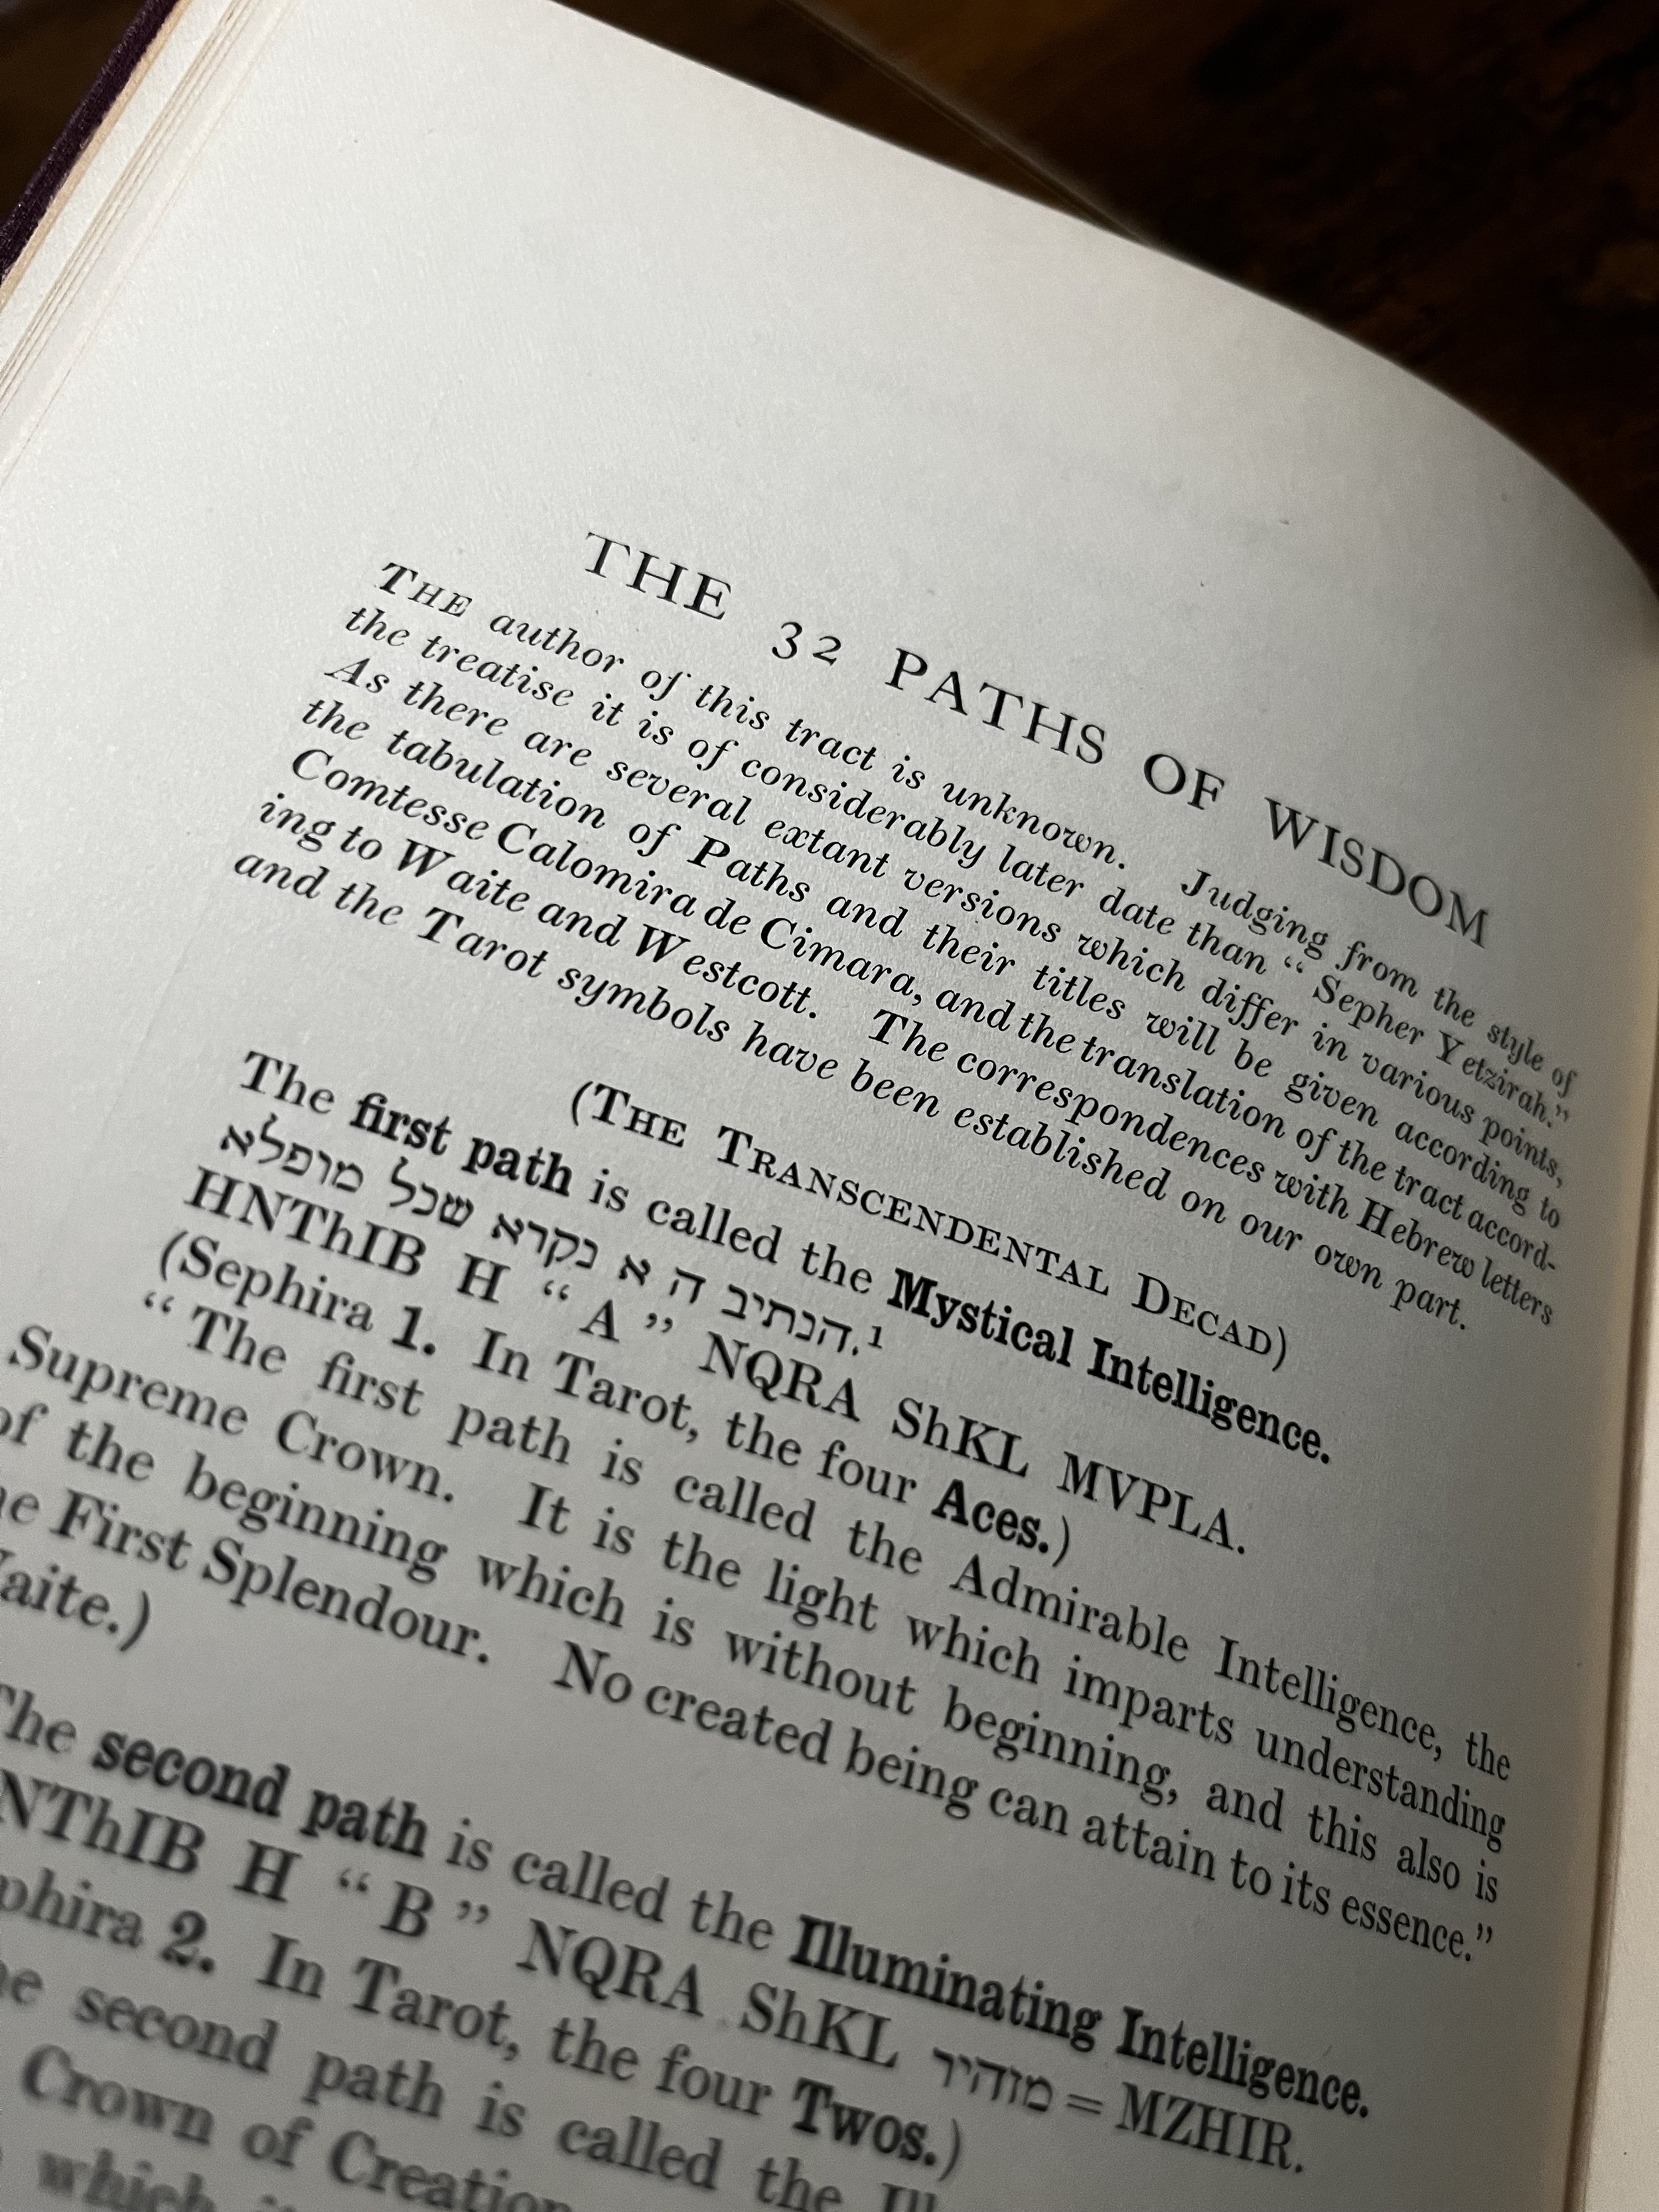 THE 32 PATHS OF WISDOM
THE author of this tract is unknown. Judging from the style of
the treatise it is of considerably later date than “Sepher Yetzirah.”
As there are several extant versions which differ in various points,
the tabulation of Paths and their titles will be given according to
Comtesse Calomira de Cimara, and the translation of the tract accord-
ing to Waite and Westcott. The correspondences with Hebrew letters
and the Tarot symbols have been established on our own part.
(THE TRANSCENDENTAL DECAD)
The first path is called the Mystical Intelligence.
הנתיב ה א נקרא שכל מופלא.¹
HNThIB H “A” NQRA ShKL MVPLA.
(Sephira 1. In Tarot, the four Aces.)
“The first path is called the Admirable Intelligence, the
Supreme Crown. It is the light which imparts understanding
of the beginning which is without beginning, and this also is
First Splendour. No created being can attain to its essence.”
aite.)
The second path is called the Illuminating Intelligence.
NThIB H “B” NQRA ShKL מזהיר = MZHIR.
phira 2. In Tarot, the four Twos.)
second path is called the Ill
Crown of Creation
which